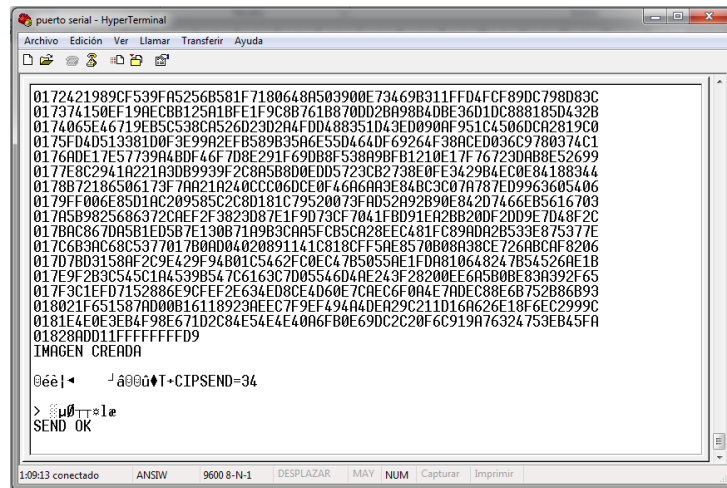 puerto serial - HyperTerminal
Archivo Edición Ver Llamar Transferir Ayuda
0172421989CF539FA5256B581F7180648A503900E73469B311FFD4FCF89DC798D83C
017374150EF19AECBB125A1BFE1F9C8B761B870DD2BA98B4DBE36D1DC888185D432B
0174065E46719EB5C538CA526D23D2A4FDD488351D43ED090AF951C4506DCA2819C0
0175FD4D513381D0F3E99A2EFB589B35A6E55D464DF69264F38ACED036C9780374C1
0176ADE17E57739A4BDF46F7D8E291F69DB8F538A9BFB1210E17F76723DAB8E52699
0177E8C2941A221A3DB9939F2C8A5B8D0EDD5723CB2738E0FE3429B4EC0E84188344
0178B72186506173F7AA21A240CCC06DCE0F46A6AA3E84BC3C07A787ED9963605406
0179FF006E85D1AC209585C2C8D181C79520073FAD52A92B90E842D7466EB5616703
017A5B9825686372CAEF2F3823D87E1F9D73CF7041FBD91EA2BB20DF2DD9E7D48F2C
017BAC867DA5B1ED5B7E130B71A9B3CAA5FCB5CA28EEC481FC89ADA2B533E875377E
017C6B3AC68C5377017B0AD04020891141C818CFF5AE8570B08A38CE726ABCAF8206
017D7BD3158AF2C9E429F94B01C5462FC0EC47B5055AE1FDA810648247B54526AE1B
017E9F2B3C545C1A4539B547C6163C7D05546D4AE243F28200EE6A5B0BE83A392F65
017F3C1EFD7152886E9CFEF2E634ED8CE4D60E7CAEC6F0A4E7ADEC88E6B752B86B93
018021F651587AD00B16118923AEEC7F9EF494A4DEA29C211D16A626E18F6EC2999C
0181E4E0E3EB4F98E671D2C84E54E4E40A6FB0E69DC2C20F6C919A76324753EB45FA
01828ADD11FFFFFFFFD9
IMAGEN CREADA
T+CIPSEND=34
>
SEND OK
1:09:13 conectado ANSIW 9600 8-N-1 DESPLAZAR MAY NUM Capturar Imprimir